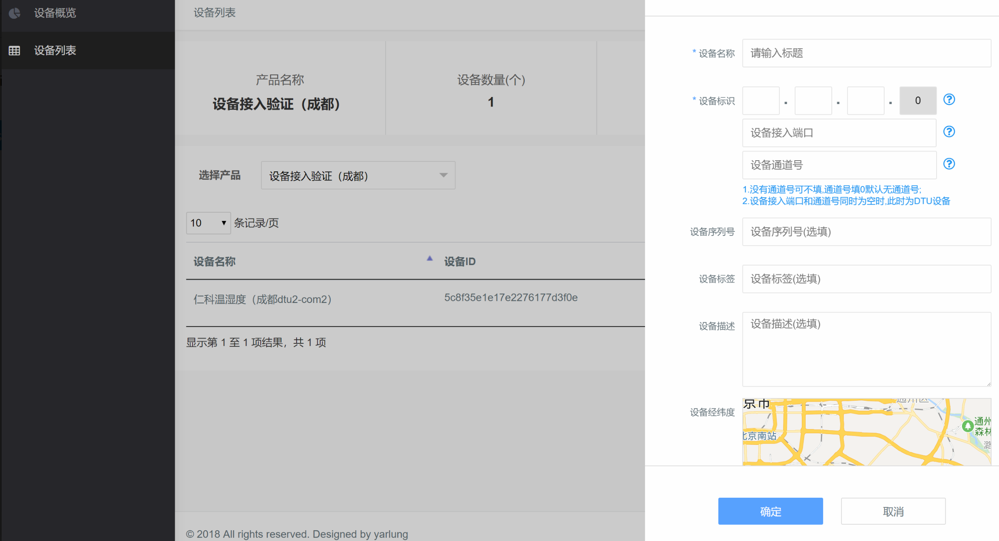 设备概览
设备列表
设备列表
产品名称
设备接入验证（成都）
设备数量(个)
1
选择产品
设备接入验证（成都）
10
条记录/页
设备名称
设备ID
仁科温湿度（成都dtu2-com2）
5c8f35e1e17e2276177d3f0e
显示第 1 至 1 项结果，共 1 项
© 2018 All rights reserved. Designed by yarlung
* 设备名称
请输入标题
* 设备标识
. . . 0
设备接入端口
设备通道号
1.没有通道号可不填,通道号填0默认无通道号;
2.设备接入端口和通道号同时为空时,此时为DTU设备
设备序列号
设备序列号(选填)
设备标签
设备标签(选填)
设备描述
设备描述(选填)
设备经纬度
京市
通州区
通州
森林
北京南站
潞
确定
取消